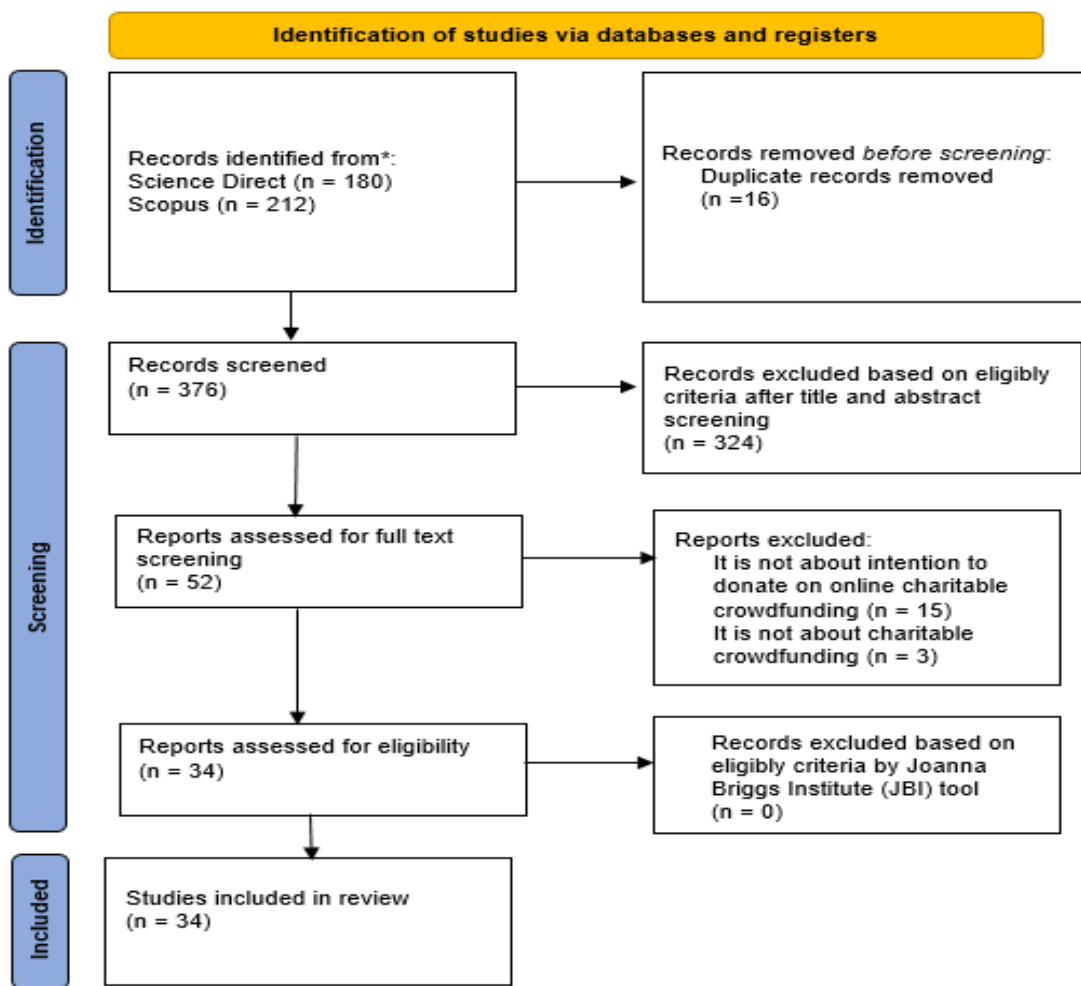 Identification of studies via databases and registers
Identification
Records identified from*:
Science Direct (n = 180)
Scopus (n = 212)
Records removed before screening:
Duplicate records removed
(n =16)
Screening
Records screened
(n = 376)
Records excluded based on eligibly
criteria after title and abstract
screening
(n = 324)
Reports assessed for full text
screening
(n = 52)
Reports excluded:
It is not about intention to
donate on online charitable
crowdfunding (n = 15)
It is not about charitable
crowdfunding (n = 3)
Reports assessed for eligibility
(n = 34)
Records excluded based on
eligibly criteria by Joanna
Briggs Institute (JBI) tool
(n = 0)
Included
Studies included in review
(n = 34)